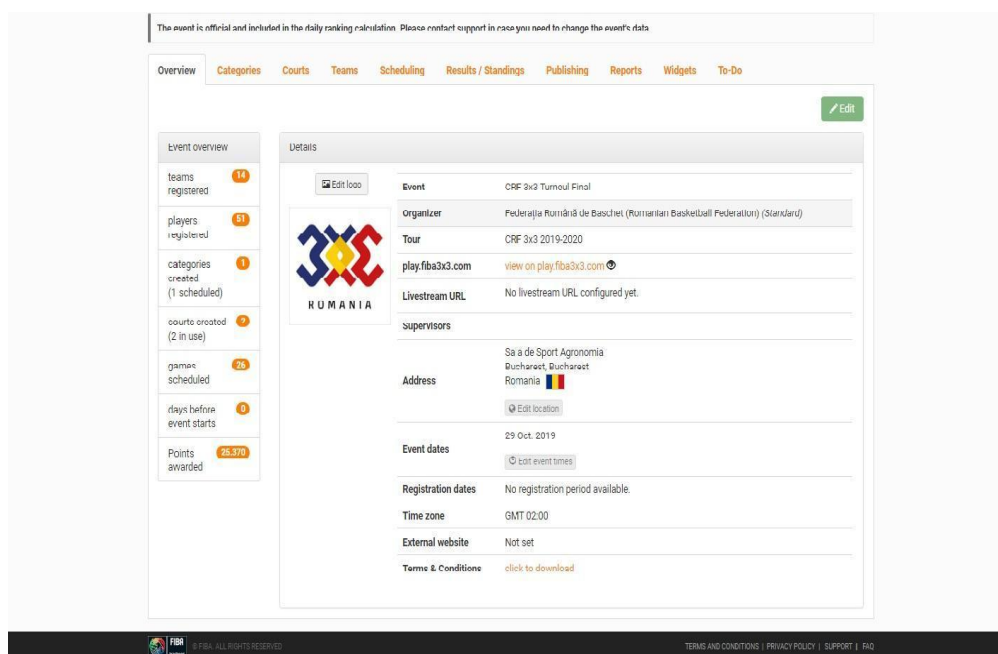 The event is official and included in the daily ranking calculation. Please contact support in case you need to change the event's data
Overview Categories Courts Teams Scheduling Results / Standings Publishing Reports Widgets To-Do
Edit
Event overview
teams registered 14
players registered 51
categories created (1 scheduled) 1
courts created (2 in use) 2
games scheduled 26
days before event starts 0
Points awarded 25.370
Details
Edit logo
3X3
ROMANIA
Event CRF 3x3 Turneul Final
Organizer Federația Română de Baschet (Romanian Basketball Federation) (Standard)
Tour CRF 3x3 2019-2020
play.fiba3x3.com view on play.fiba3x3.com
Livestream URL No livestream URL configured yet.
Supervisors
Address Sa a de Sport Agronomia
Bucharest, Bucharest
Romania
Edit location
Event dates 29 Oct. 2019
Edit event times
Registration dates No registration period available.
Time zone GMT 02:00
External website Not set
Terms & Conditions click to download
FIBA
© FIBA. ALL RIGHTS RESERVED
TERMS AND CONDITIONS | PRIVACY POLICY | SUPPORT | FAQ